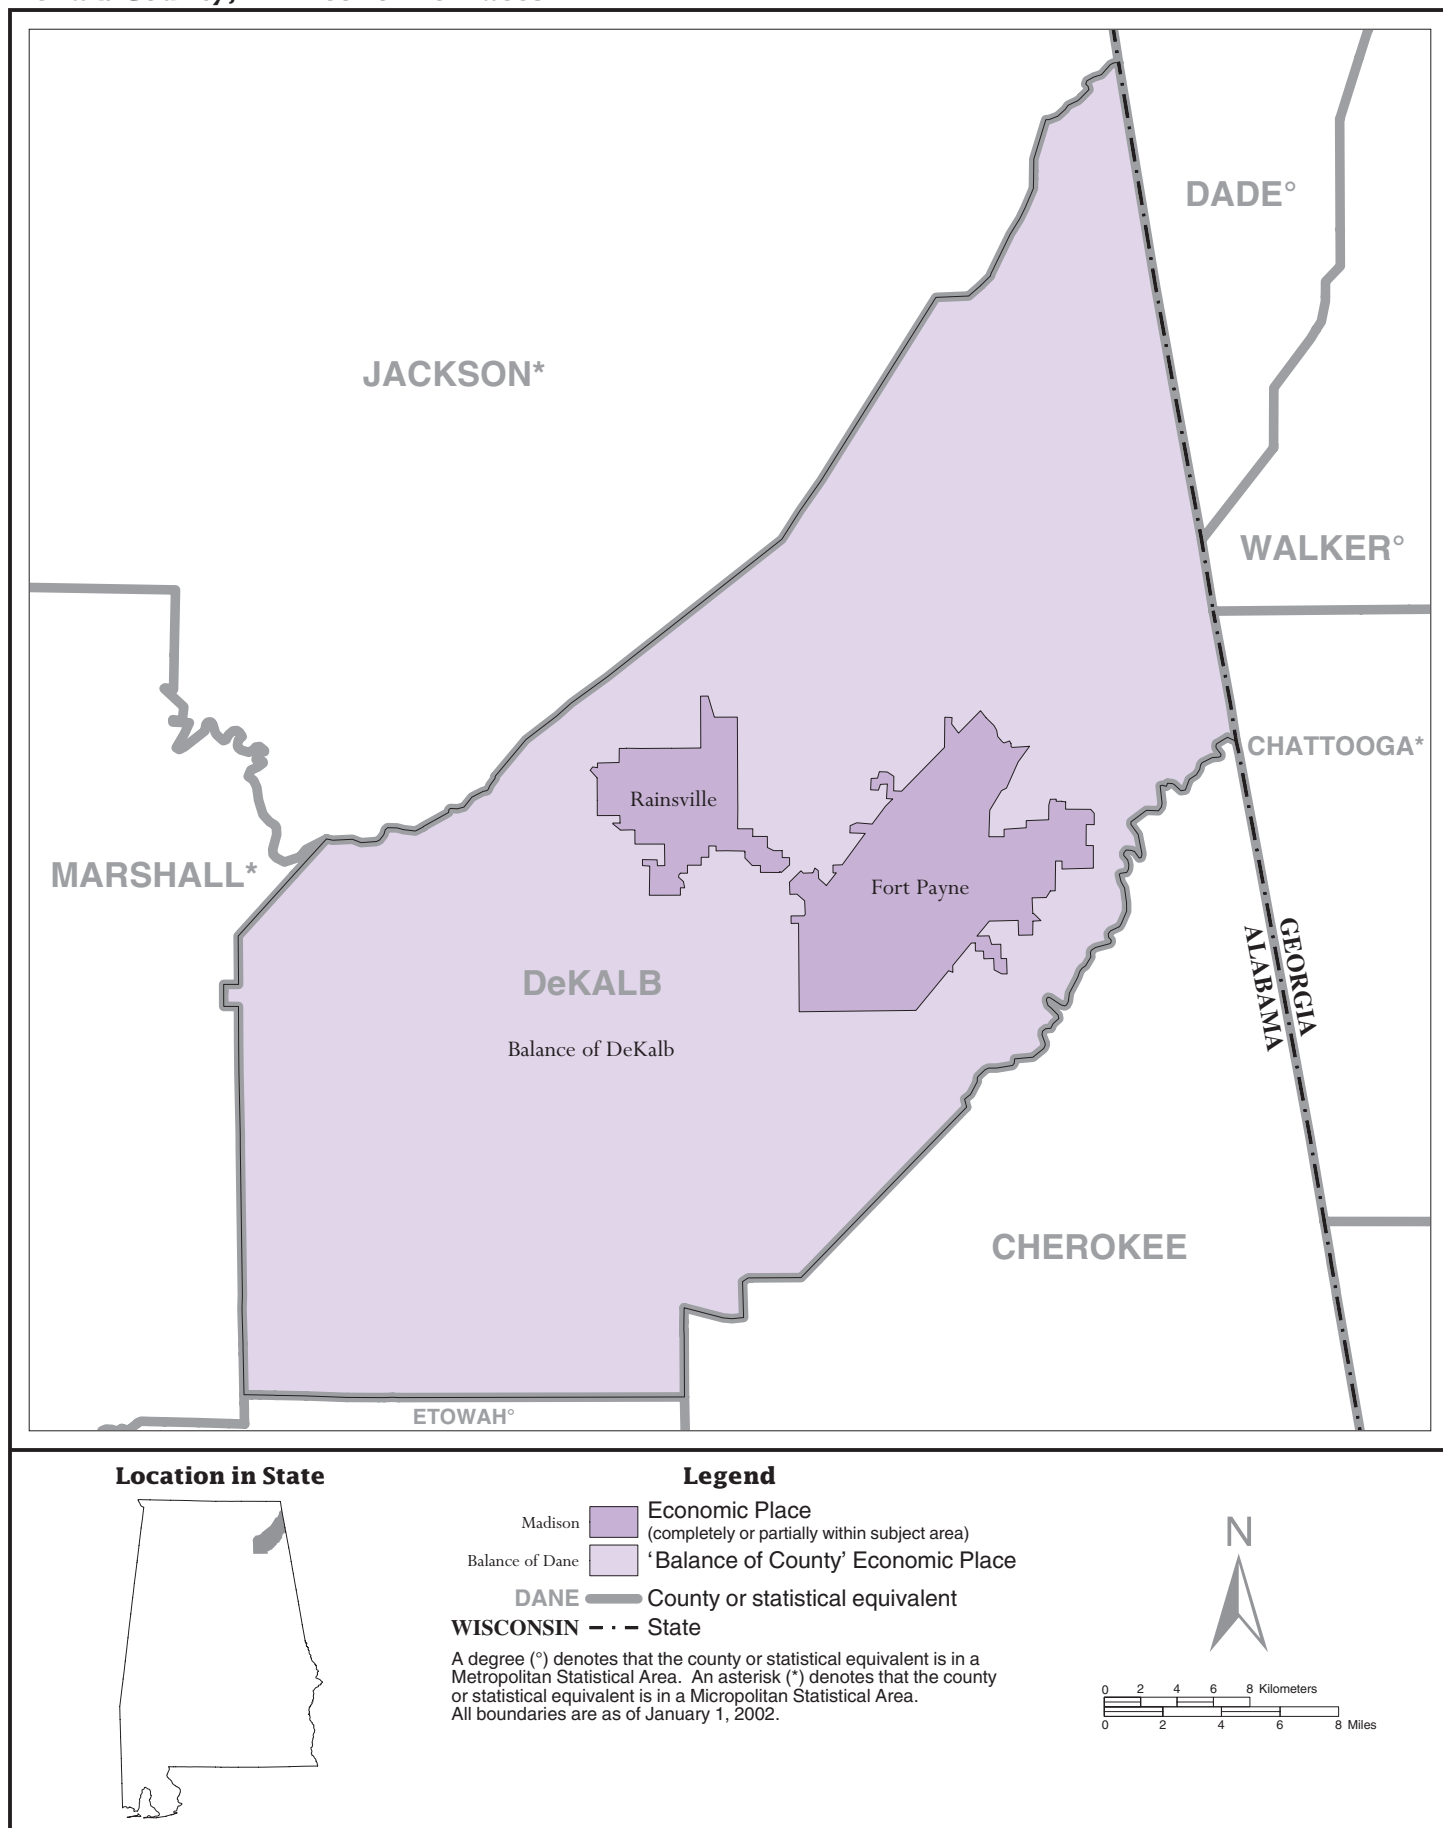 DADE°
JACKSON*
WALKER°
CHATTOOGA*
Rainsville
MARSHALL*
Fort Payne
GEORGIA
ALABAMA
DeKALB
Balance of DeKalb
CHEROKEE
ETOWAH°
Location in State
Legend
Madison
Economic Place
(completely or partially within subject area)
Balance of Dane
‘Balance of County’ Economic Place
DANE
County or statistical equivalent
WISCONSIN
State
A degree (°) denotes that the county or statistical equivalent is in a
Metropolitan Statistical Area. An asterisk (*) denotes that the county
or statistical equivalent is in a Micropolitan Statistical Area.
All boundaries are as of January 1, 2002.
N
0 2 4 6 8 Kilometers
0 2 4 6 8 Miles